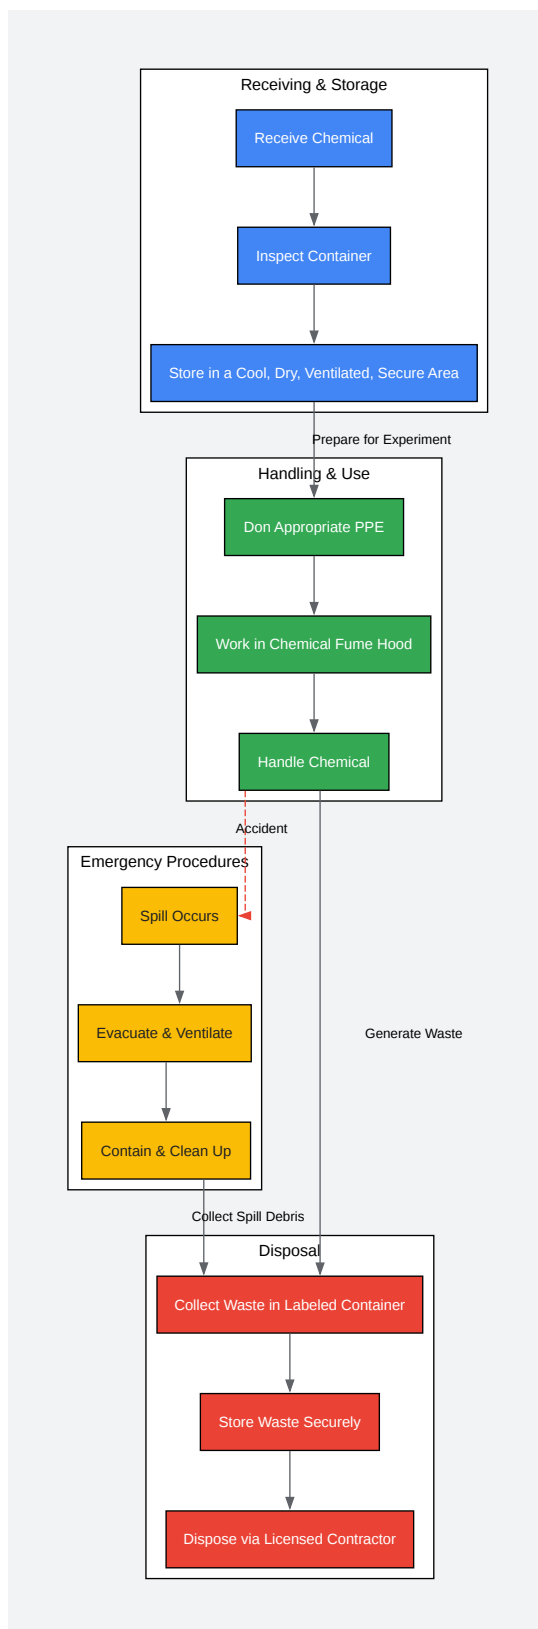 Receiving & Storage
Receive Chemical
Inspect Container
Store in a Cool, Dry, Ventilated, Secure Area
Prepare for Experiment
Handling & Use
Don Appropriate PPE
Work in Chemical Fume Hood
Handle Chemical
Accident
Emergency Procedures
Spill Occurs
Evacuate & Ventilate
Generate Waste
Contain & Clean Up
Collect Spill Debris
Disposal
Collect Waste in Labeled Container
Store Waste Securely
Dispose via Licensed Contractor